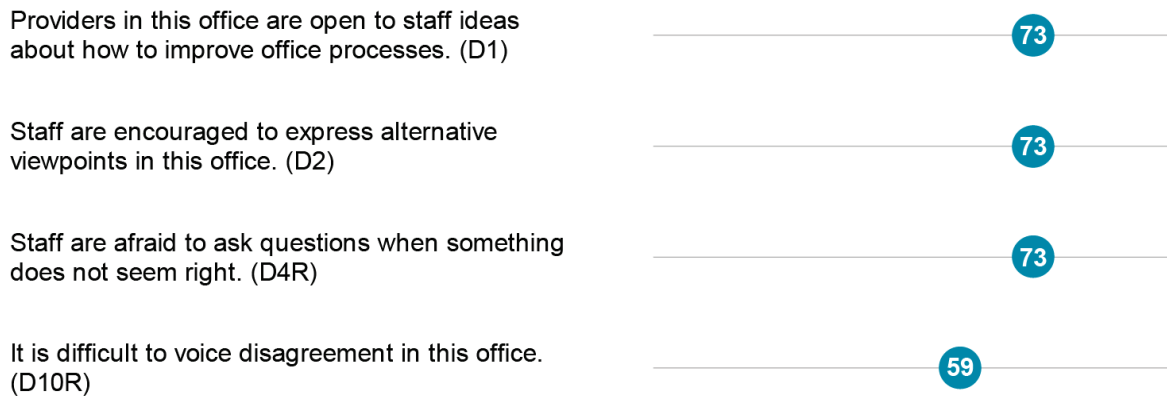 Providers in this office are open to staff ideas
about how to improve office processes. (D1)
73
Staff are encouraged to express alternative
viewpoints in this office. (D2)
73
Staff are afraid to ask questions when something
does not seem right. (D4R)
73
It is difficult to voice disagreement in this office.
(D10R)
59